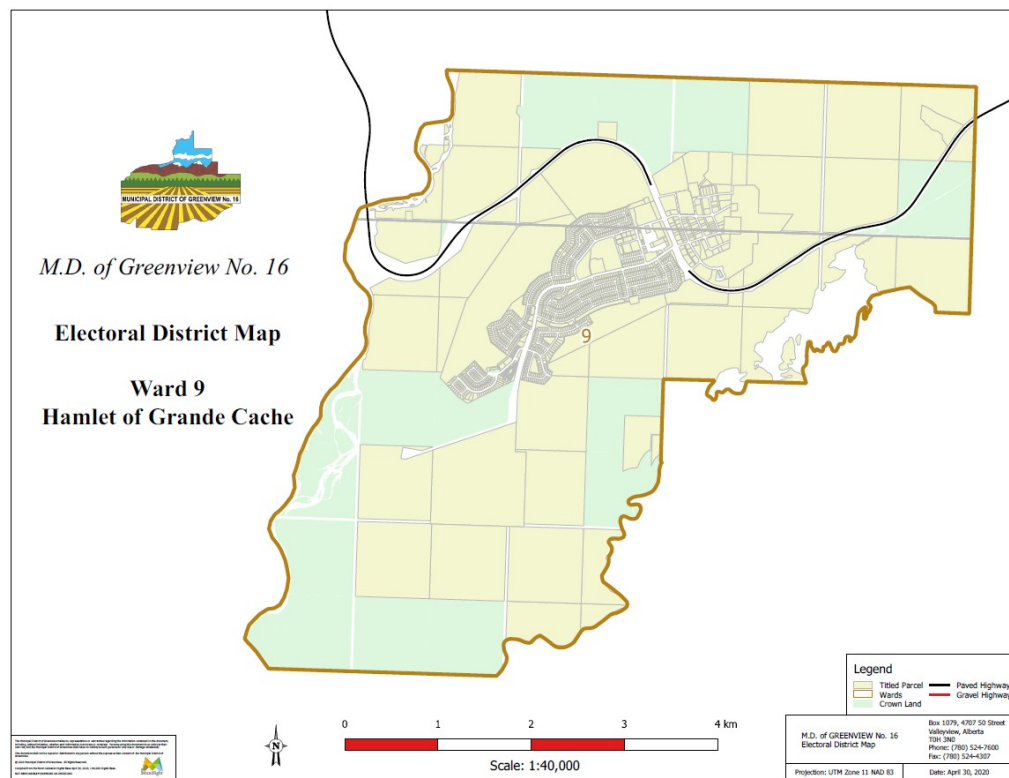 MUNICIPAL DISTRICT OF GREENVIEW No. 16
M.D. of Greenview No. 16
Electoral District Map
Ward 9
Hamlet of Grande Cache
9
Legend
Titled Parcel
Wards
Crown Land
Paved Highway
Gravel Highway
N
0 1 2 3 4 km
Scale: 1:40,000
M.D. of GREENVIEW No. 16
Electoral District Map
Box 1079, 4707 50 Street
Valleyview, Alberta
T0H 3N0
Phone: (780) 524-7600
Fax: (780) 524-4307
Projection: UTM Zone 11 NAD 83
Date: April 30, 2020